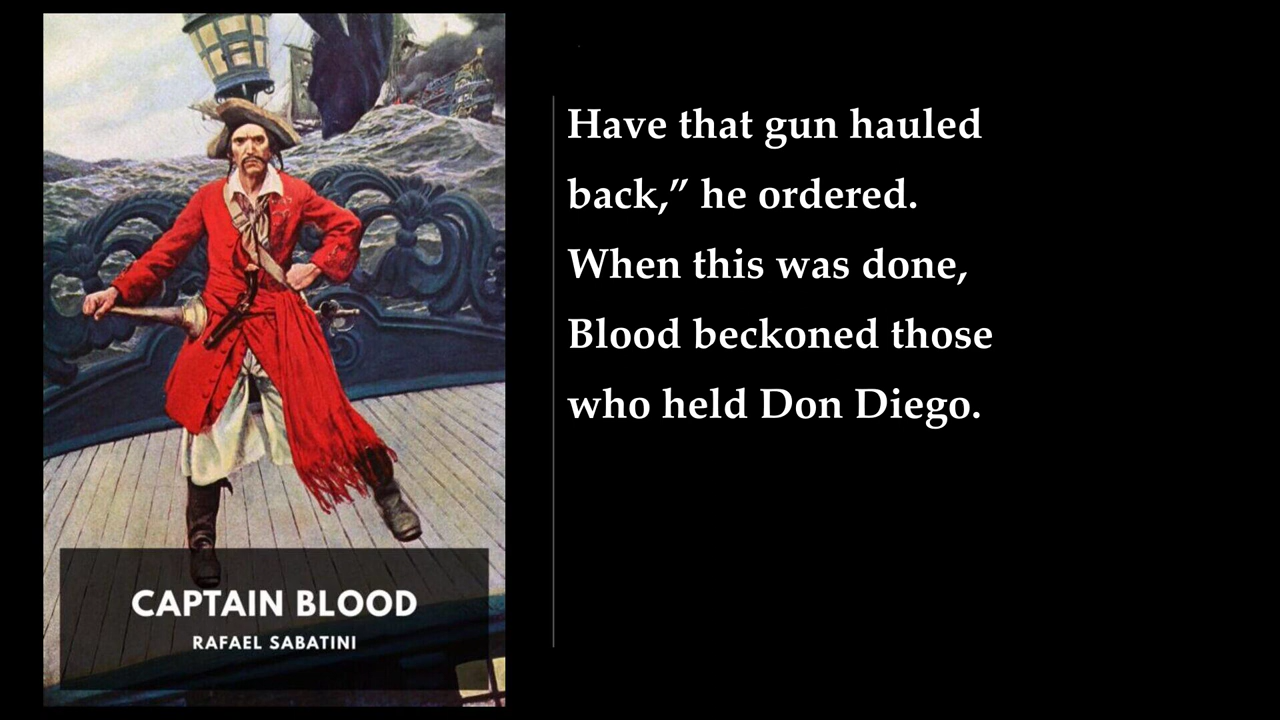 CAPTAIN BLOOD
RAFAEL SABATINI
Have that gun hauled
back,” he ordered.
When this was done,
Blood beckoned those
who held Don Diego.